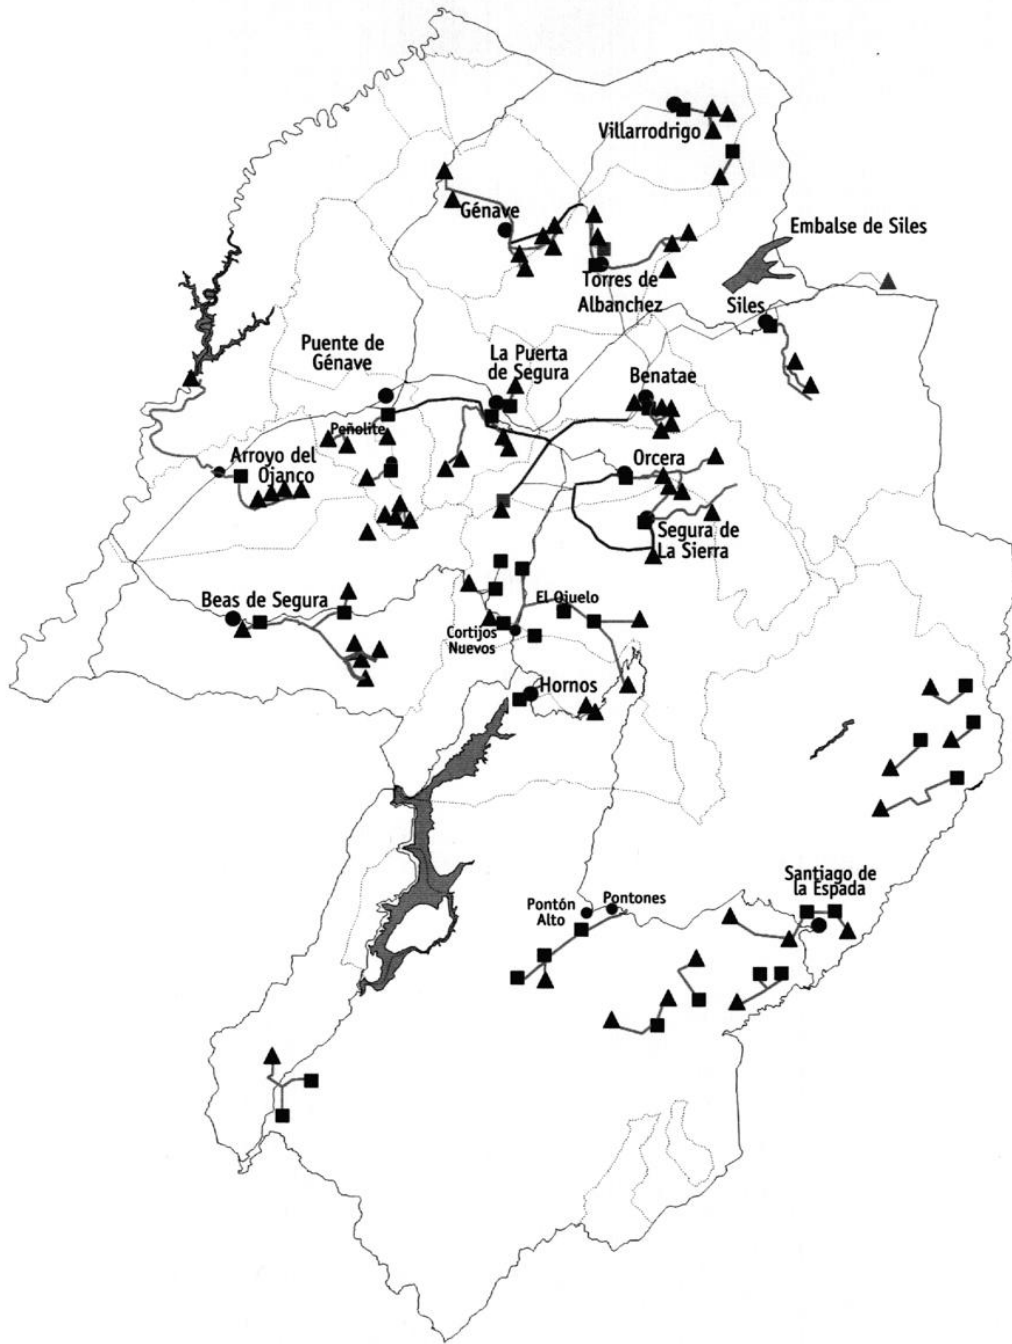 Villarrodrigo
Génave
Embalse de Siles
Torres de
Albanchez
Siles
Puente de
Génave
La Puerta
de Segura
Benatae
Peñolite
Arroyo del
Ojanco
Orcera
Segura de
La Sierra
Beas de Segura
El Ojuelo
Cortijos
Nuevos
Hornos
Santiago de
la Espada
Pontón
Alto
Pontones